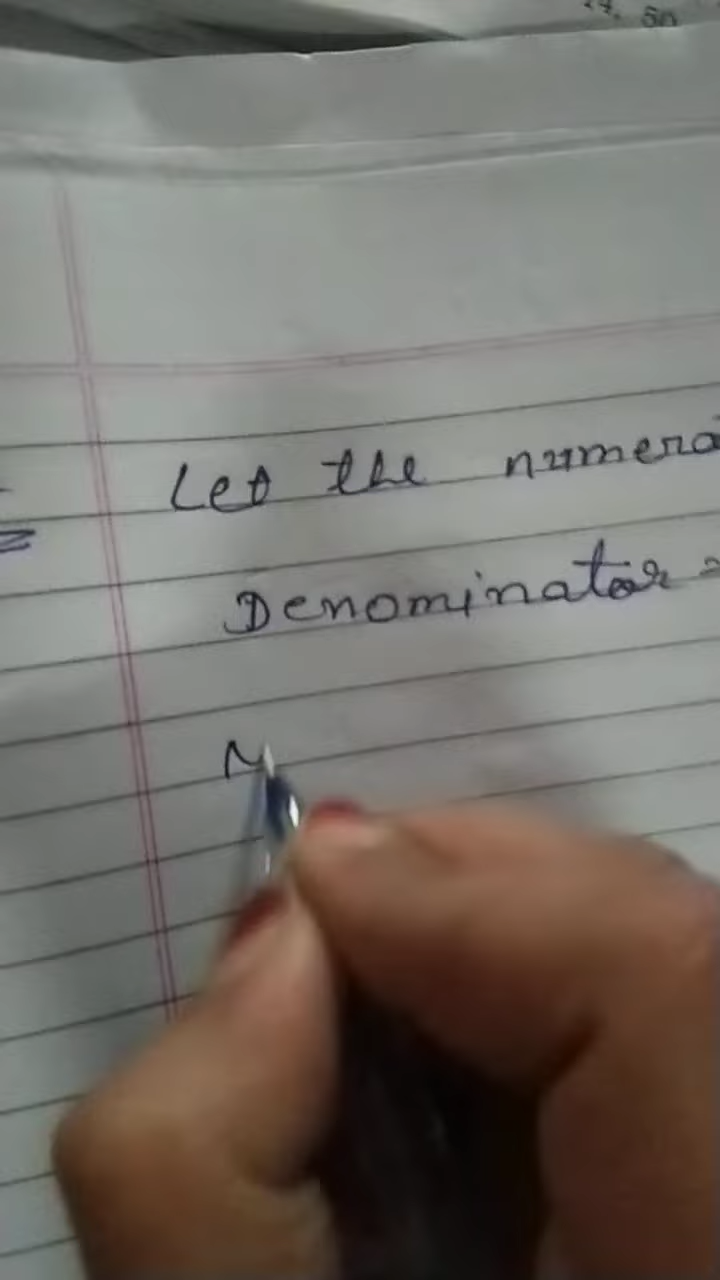 Let the numera
Denominator =
N